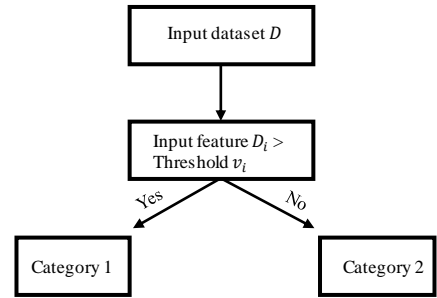 Input dataset D
Input feature Dᵢ >
Threshold vᵢ
Yes
No
Category 1
Category 2